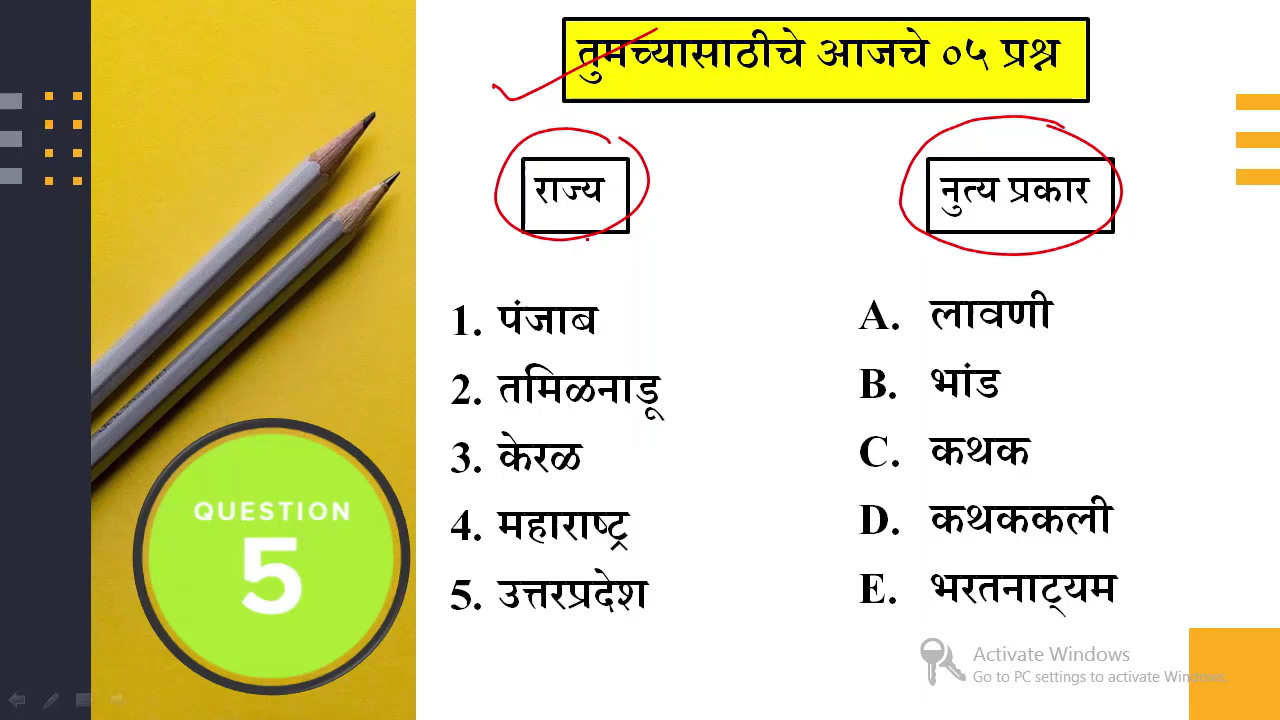 तुमच्यासाठीचे आजचे ०५ प्रश्न
राज्य
नुत्य प्रकार
1. पंजाब
2. तमिळनाडू
3. केरळ
4. महाराष्ट्र
5. उत्तरप्रदेश
A. लावणी
B. भांड
C. कथक
D. कथककली
E. भरतनाट्यम
QUESTION
5
Activate Windows
Go to PC settings to activate Windows.